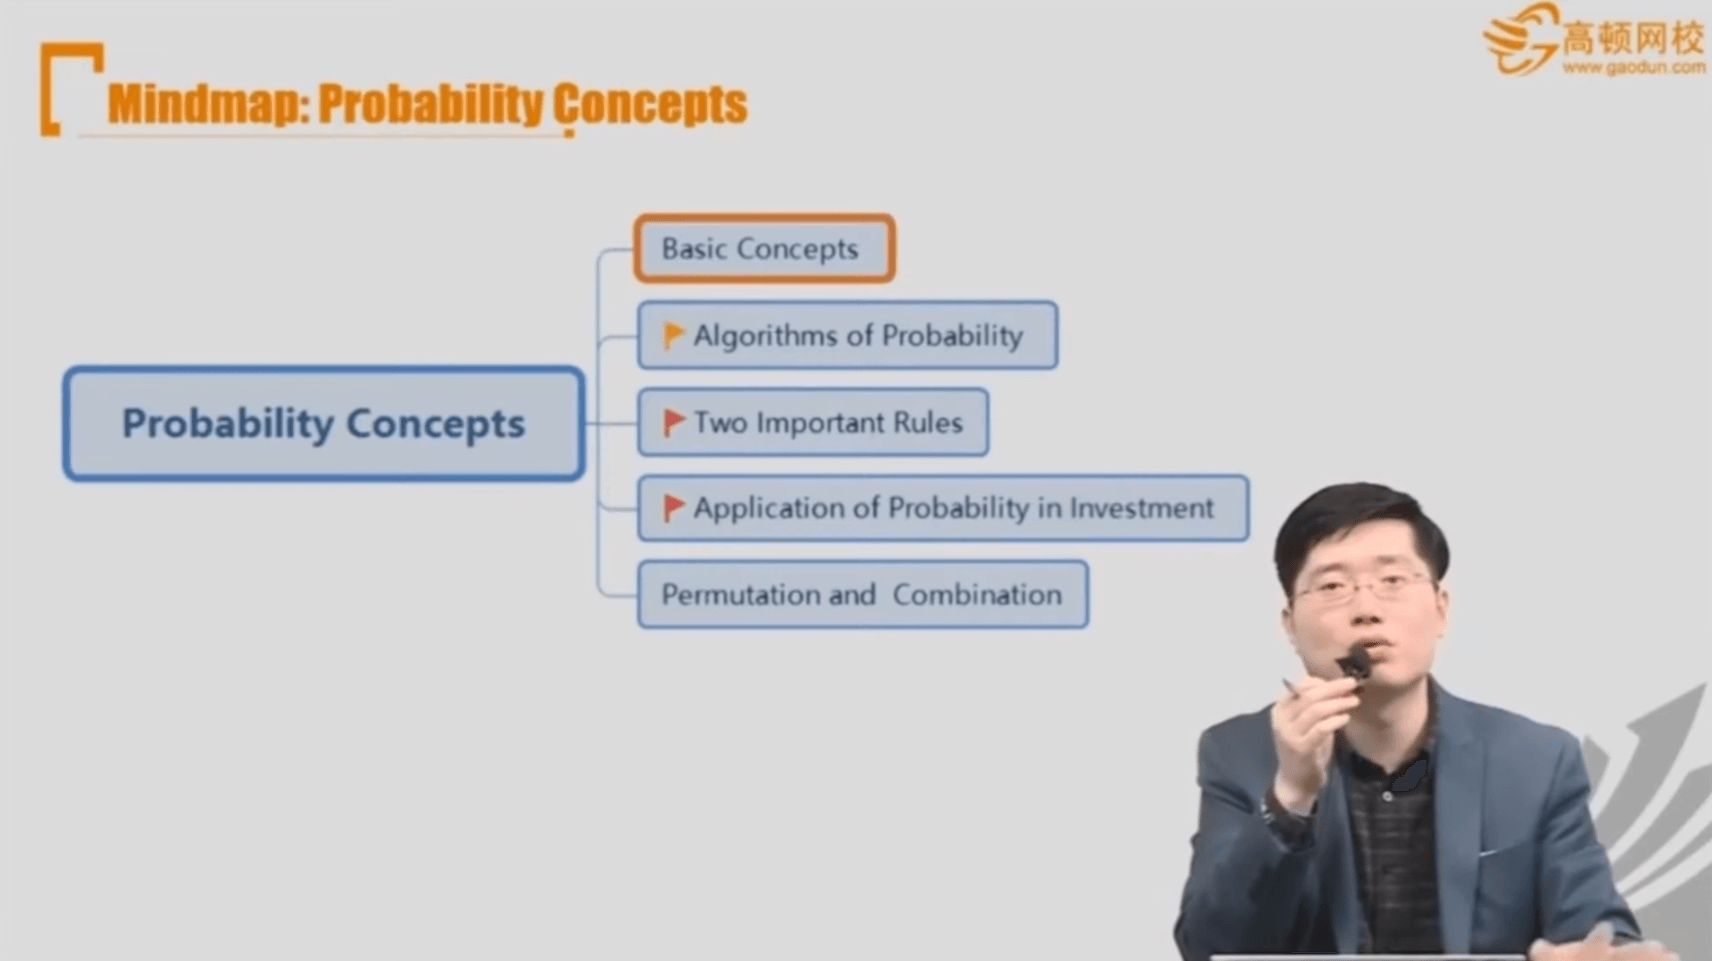 高顿网校
www.gaodun.com
Mindmap: Probability Concepts
Basic Concepts
Algorithms of Probability
Probability Concepts
Two Important Rules
Application of Probability in Investment
Permutation and Combination